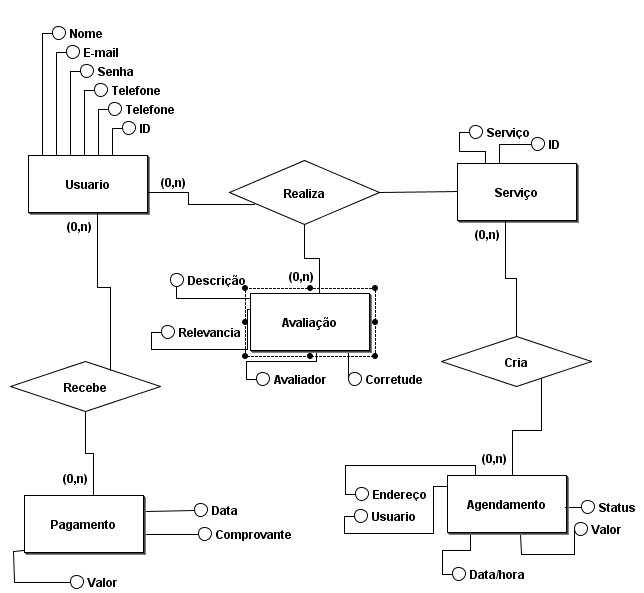 Nome
E-mail
Senha
Telefone
Telefone
ID
Usuario
(0,n)
Realiza
Serviço
ID
Serviço
(0,n)
(0,n)
(0,n)
Descrição
Avaliação
Relevancia
Avaliador
Corretude
Cria
Recebe
(0,n)
(0,n)
Endereço
Usuario
Agendamento
Status
Valor
Data/hora
Pagamento
Data
Comprovante
Valor